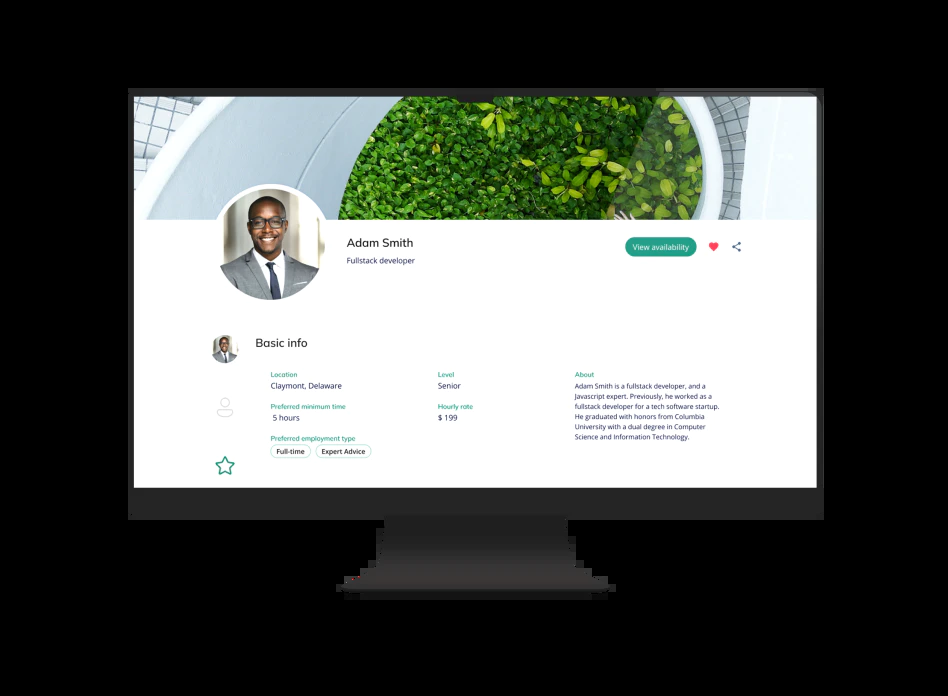 Adam Smith
Fullstack developer
View availability
Basic info
Location
Claymont, Delaware
Preferred minimum time
5 hours
Preferred employment type
Full-time
Expert Advice
Level
Senior
Hourly rate
$ 199
About
Adam Smith is a fullstack developer, and a
Javascript expert. Previously, he worked as a
fullstack developer for a tech software startup.
He graduated with honors from Columbia
University with a dual degree in Computer
Science and Information Technology.